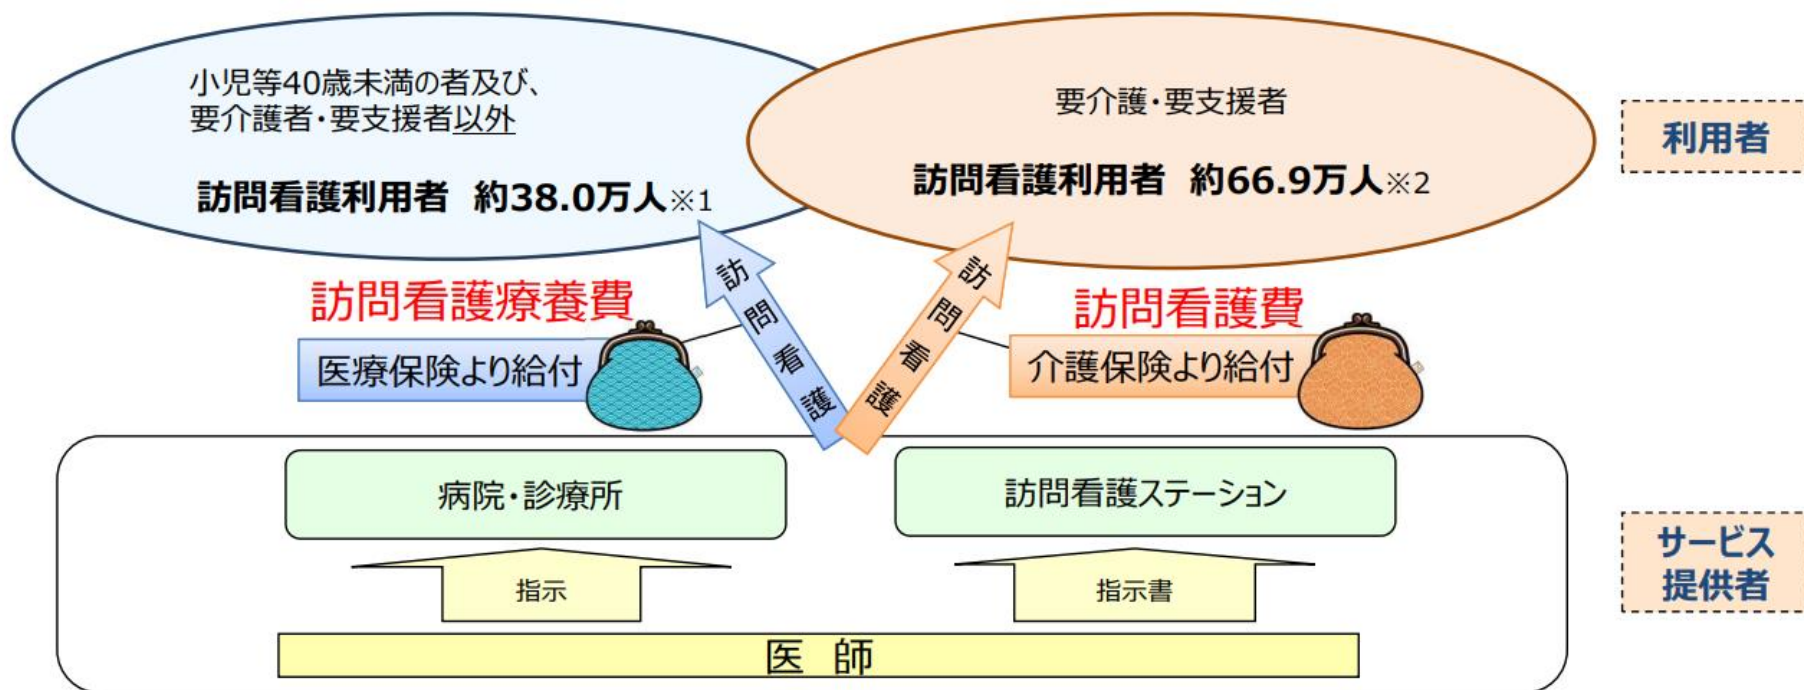 小児等40歳未満の者及び、
要介護者・要支援者以外
訪問看護利用者 約38.0万人※1
要介護・要支援者
訪問看護利用者 約66.9万人※2
利用者
訪問看護療養費
医療保険より給付
訪問看護
訪問看護
訪問看護費
介護保険より給付
病院・診療所
訪問看護ステーション
指示
指示書
医 師
サービス
提供者